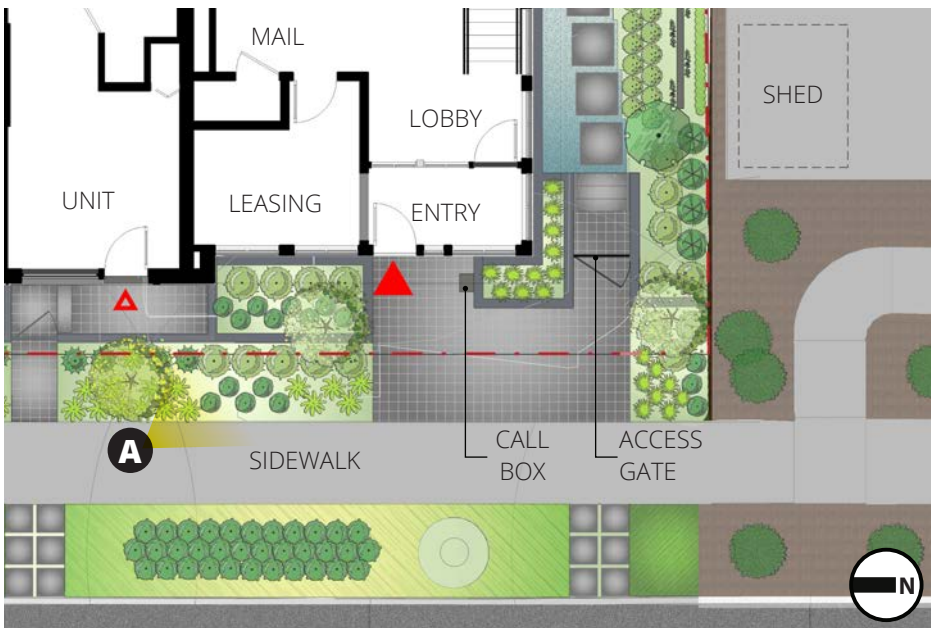 MAIL
LOBBY
SHED
UNIT
LEASING
ENTRY
A
SIDEWALK
CALL
BOX
ACCESS
GATE
N